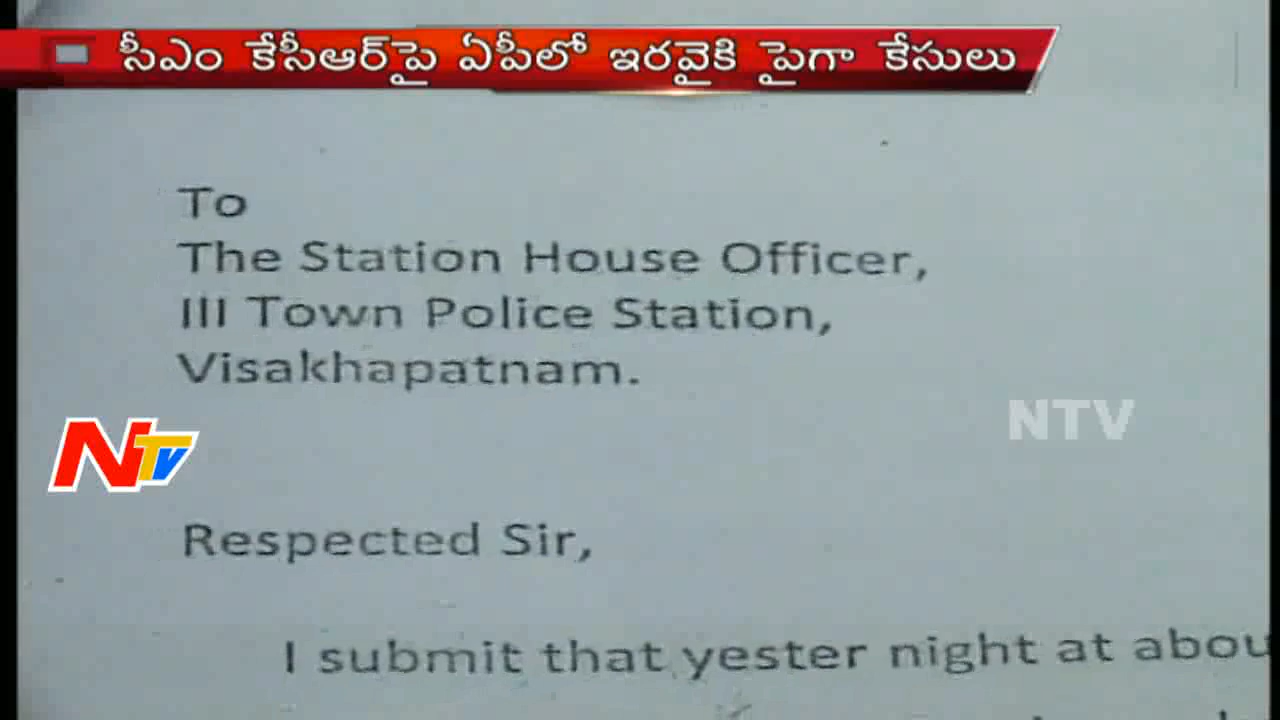 సీఎం కేసీఆర్‌పై ఏపీలో ఇరవైకి పైగా కేసులు
To
The Station House Officer,
III Town Police Station,
Visakhapatnam.
NTV
NTV
Respected Sir,
I submit that yester night at abou